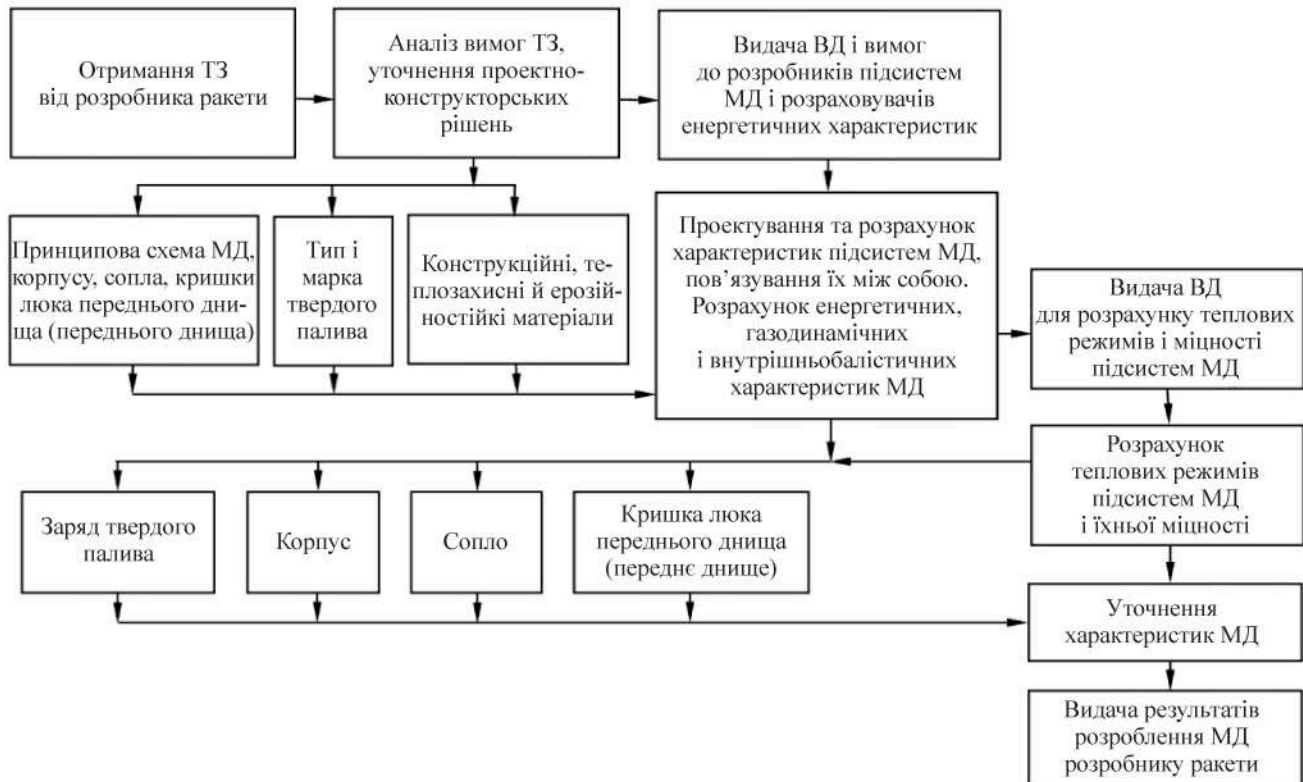 Отримання ТЗ
від розробника ракети
Аналіз вимог ТЗ,
уточнення проектно-
конструкторських
рішень
Видача ВД і вимог
до розробників підсистем
МД і розраховувачів
енергетичних характеристик
Принципова схема МД,
корпусу, сопла, кришки
люка переднього дни-
ща (переднього днища)
Тип і
марка
твердого
палива
Конструкційні, те-
плозахисні й ерозій-
ностійкі матеріали
Проектування та розрахунок
характеристик підсистем МД,
пов’язування їх між собою.
Розрахунок енергетичних,
газодинамічних
і внутрішньобалістичних
характеристик МД
Видача ВД
для розрахунку теплових
режимів і міцності
підсистем МД
Заряд твердого
палива
Корпус
Сопло
Кришка люка
переднього днища
(переднє днище)
Розрахунок
теплових режимів
підсистем МД
і їхньої міцності
Уточнення
характеристик МД
Видача результатів
розроблення МД
розробнику ракети